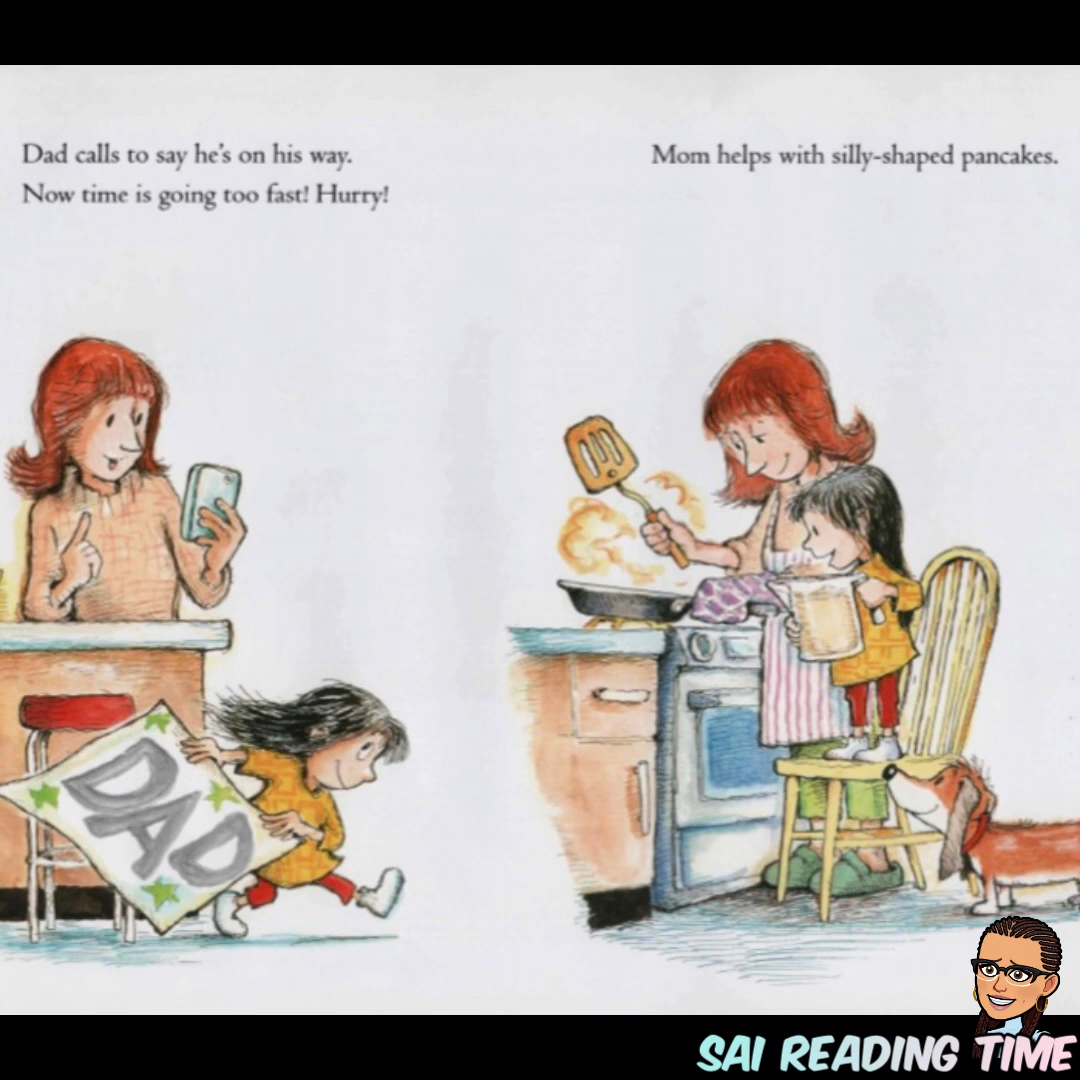 Dad calls to say he's on his way.
Now time is going too fast! Hurry!
Mom helps with silly-shaped pancakes.
DAD
SAI READING TIME